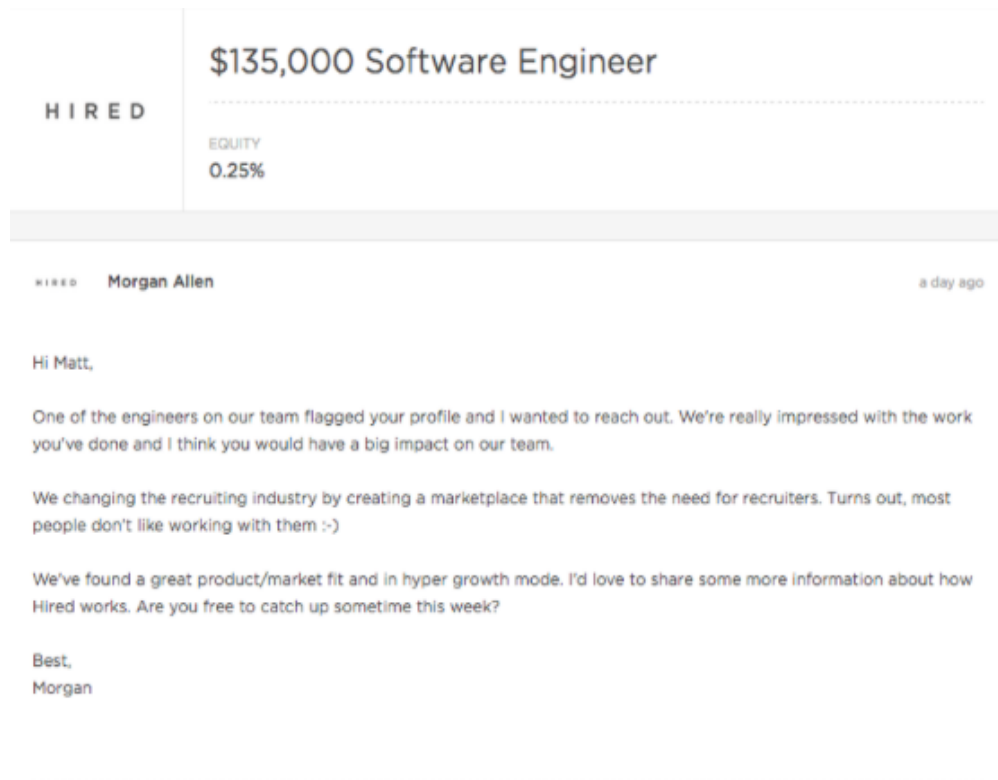 $135,000 Software Engineer
HIRED
EQUITY
0.25%
HIRED Morgan Allen a day ago
Hi Matt,
One of the engineers on our team flagged your profile and I wanted to reach out. We're really impressed with the work
you've done and I think you would have a big impact on our team.
We changing the recruiting industry by creating a marketplace that removes the need for recruiters. Turns out, most
people don't like working with them :-)
We've found a great product/market fit and in hyper growth mode. I'd love to share some more information about how
Hired works. Are you free to catch up sometime this week?
Best,
Morgan